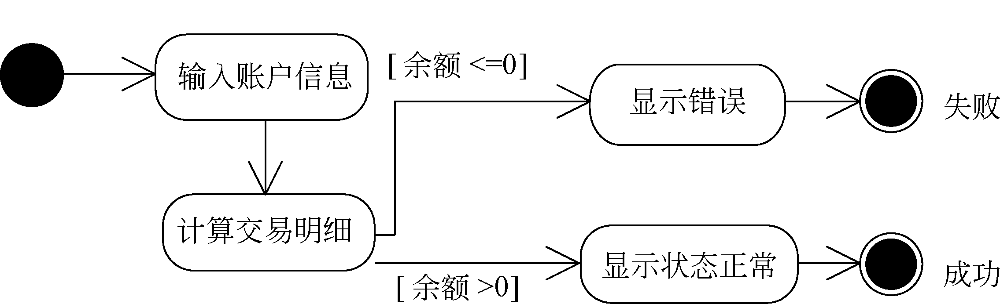 输入账户信息
[ 余额 <=0]
显示错误
失败
计算交易明细
[ 余额 >0]
显示状态正常
成功